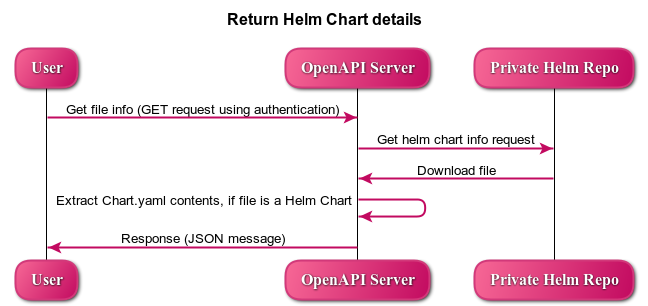 Return Helm Chart details
User
OpenAPI Server
Private Helm Repo
Get file info (GET request using authentication)
Get helm chart info request
Download file
Extract Chart.yaml contents, if file is a Helm Chart
Response (JSON message)
User
OpenAPI Server
Private Helm Repo